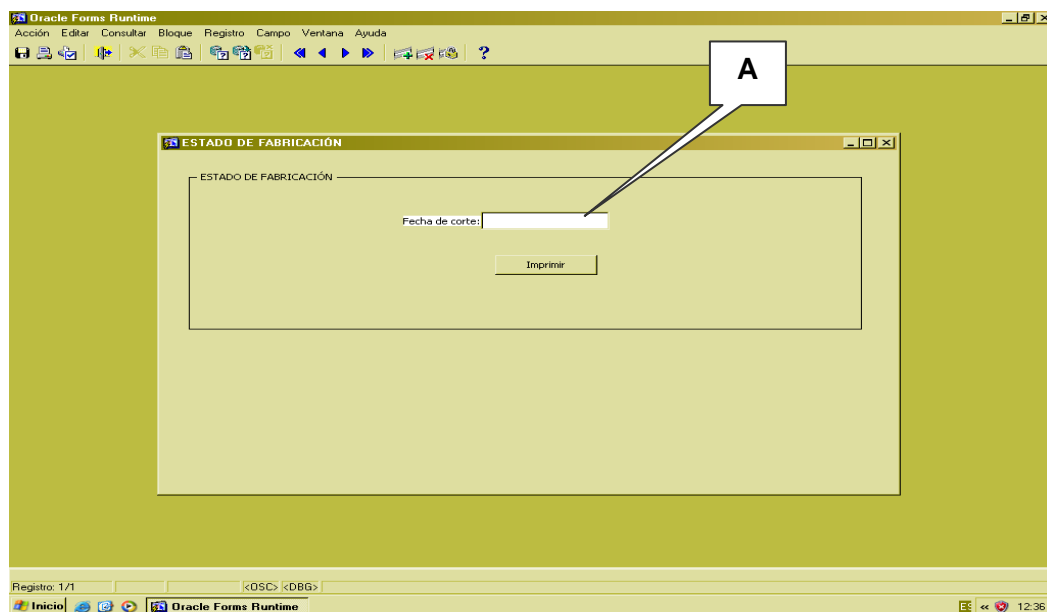 Oracle Forms Runtime
Acción Editar Consultar Bloque Registro Campo Ventana Ayuda
A
ESTADO DE FABRICACIÓN
ESTADO DE FABRICACIÓN
Fecha de corte:
Imprimir
Registro: 1/1 <OSC> <DBG>
Inicio Oracle Forms Runtime ES « 12:36